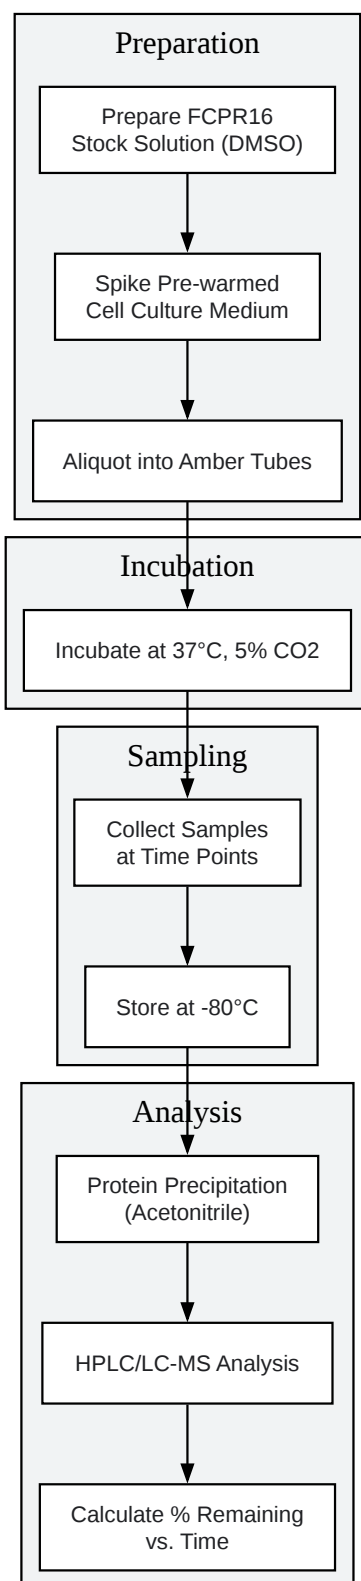 Preparation
Prepare FCPR16
Stock Solution (DMSO)
Spike Pre-warmed
Cell Culture Medium
Aliquot into Amber Tubes
Incubation
Incubate at 37°C, 5% CO2
Sampling
Collect Samples
at Time Points
Store at -80°C
Analysis
Protein Precipitation
(Acetonitrile)
HPLC/LC-MS Analysis
Calculate % Remaining
vs. Time